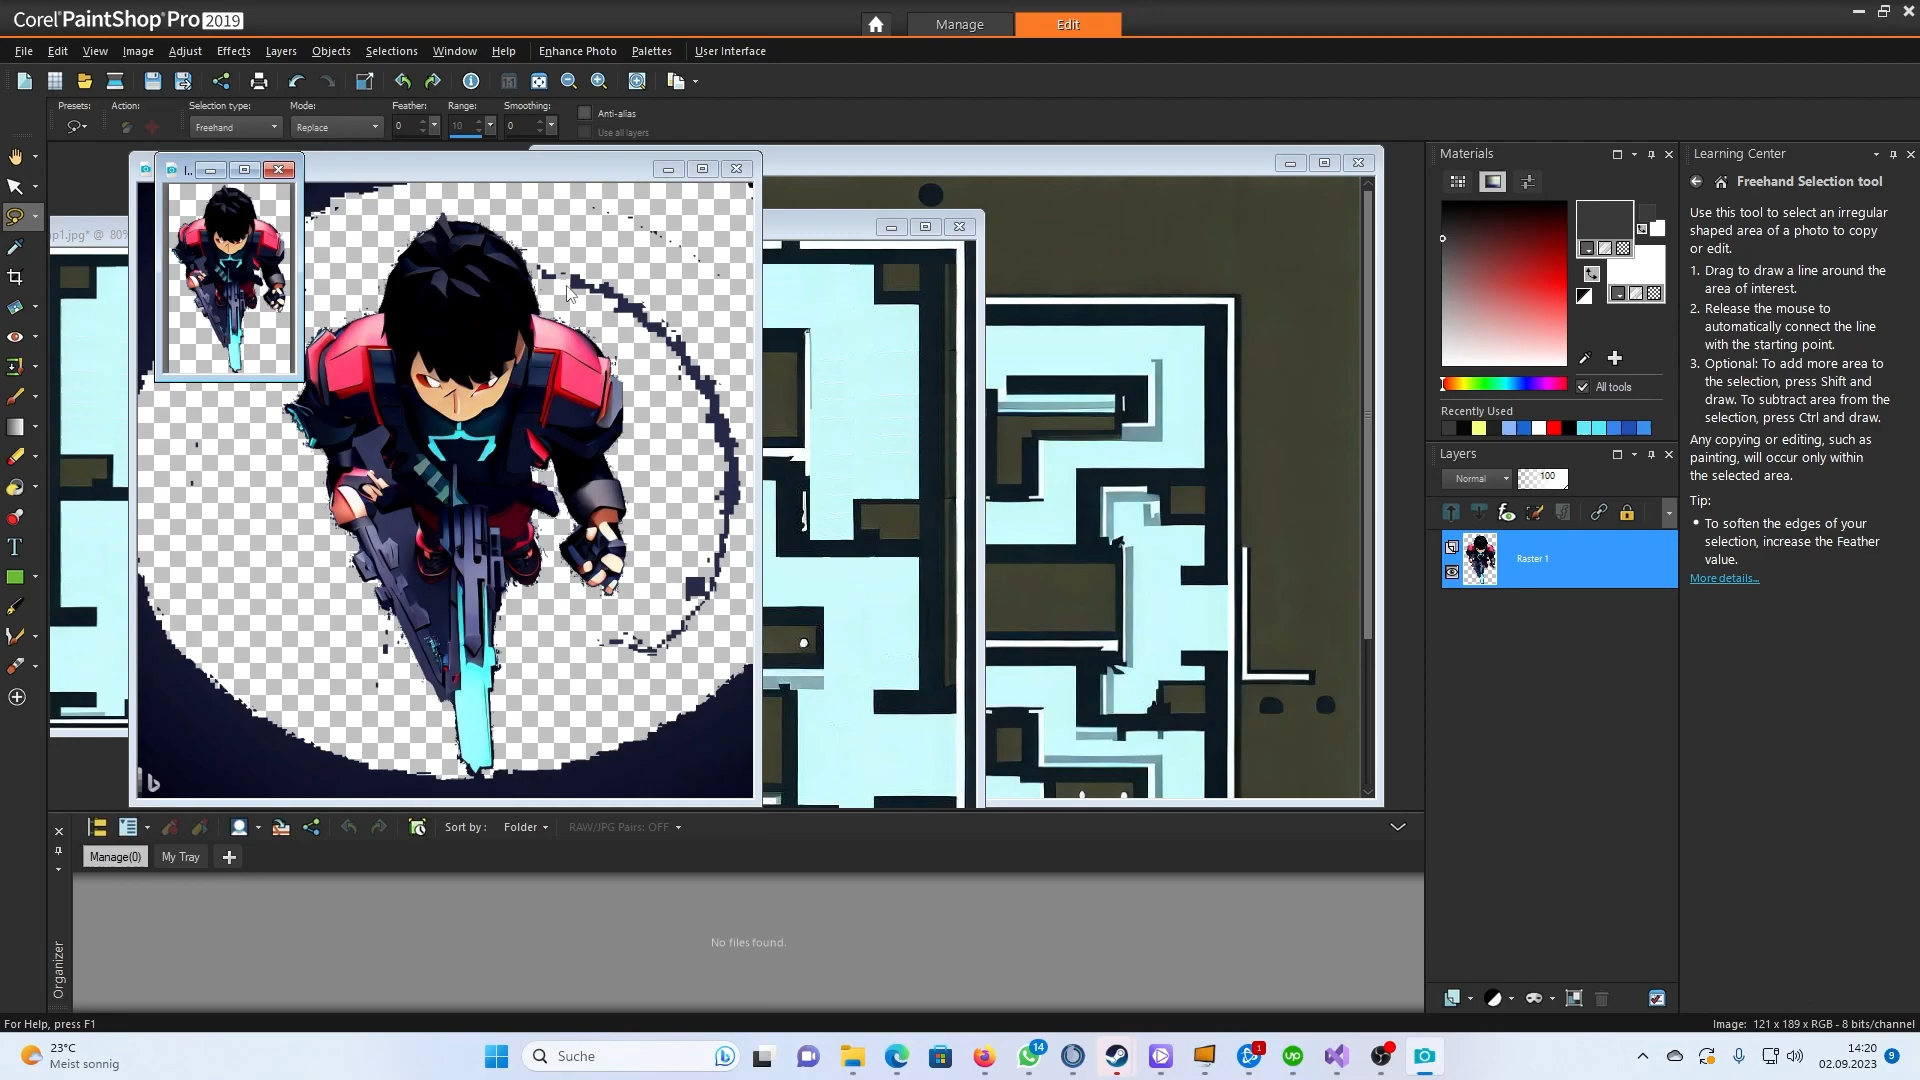 Corel PaintShop Pro 2019
Manage
Edit
File Edit View Image Adjust Effects Layers Objects Selections Window Help Enhance Photo Palettes User Interface
Presets: Action: Selection type: Mode: Feather: Range: Smoothing:
Anti-alias
Freehand Replace 0 10 0
Use all layers
I..
p1.jpg* @ 80%
Materials
All tools
Recently Used
Layers
Normal 100
Raster 1
Learning Center
Freehand Selection tool
Use this tool to select an irregular
shaped area of a photo to copy
or edit.
1. Drag to draw a line around the
area of interest.
2. Release the mouse to
automatically connect the line
with the starting point.
3. Optional: To add more area to
the selection, press Shift and
draw. To subtract area from the
selection, press Ctrl and draw.
Any copying or editing, such as
painting, will occur only within
the selected area.
Tip:
• To soften the edges of your
selection, increase the Feather
value.
More details...
Sort by : Folder RAW/JPG Pairs: OFF
Manage(0) My Tray
Organizer
No files found.
For Help, press F1
Image: 121 x 189 x RGB - 8 bits/channel
23°C
Meist sonnig
Suche
14
1
14:20
02.09.2023
9